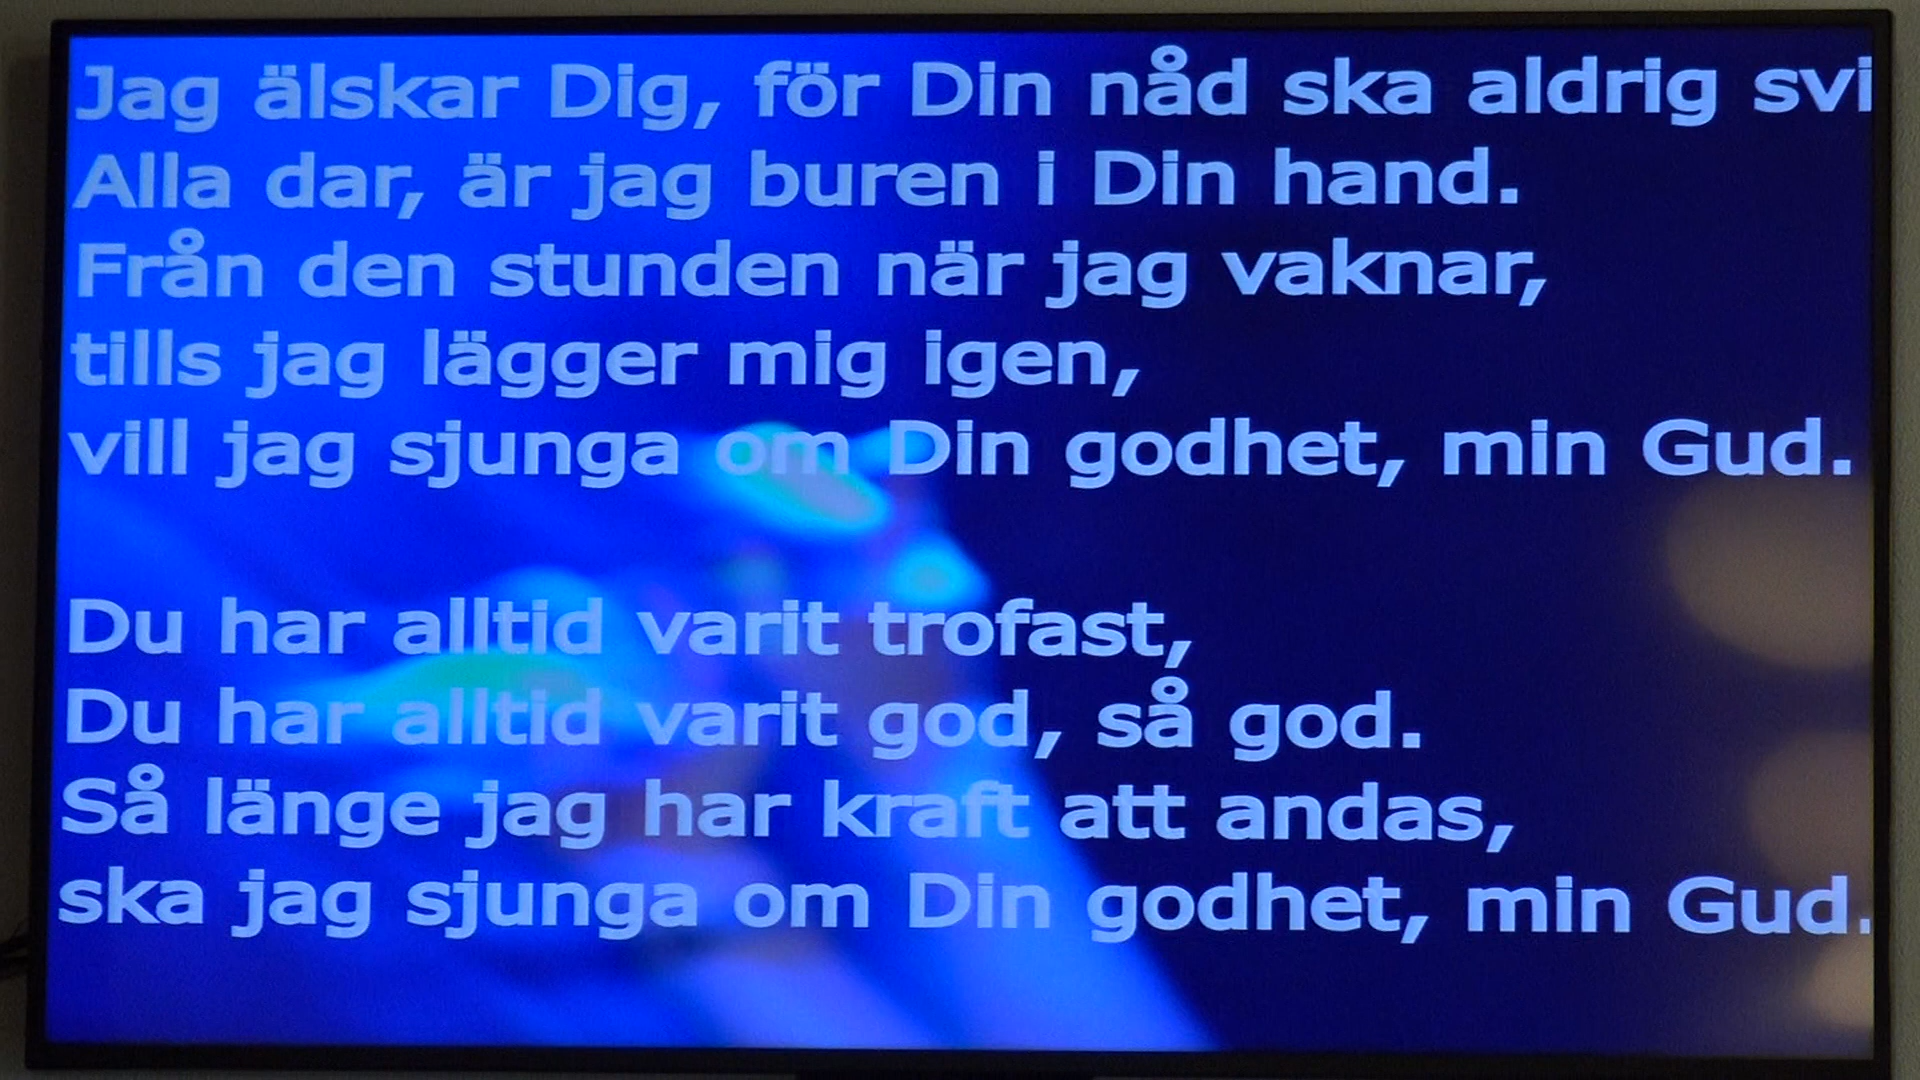 Jag älskar Dig, för Din nåd ska aldrig svi
Alla dar, är jag buren i Din hand.
Från den stunden när jag vaknar,
tills jag lägger mig igen,
vill jag sjunga om Din godhet, min Gud.
Du har alltid varit trofast,
Du har alltid varit god, så god.
Så länge jag har kraft att andas,
ska jag sjunga om Din godhet, min Gud.